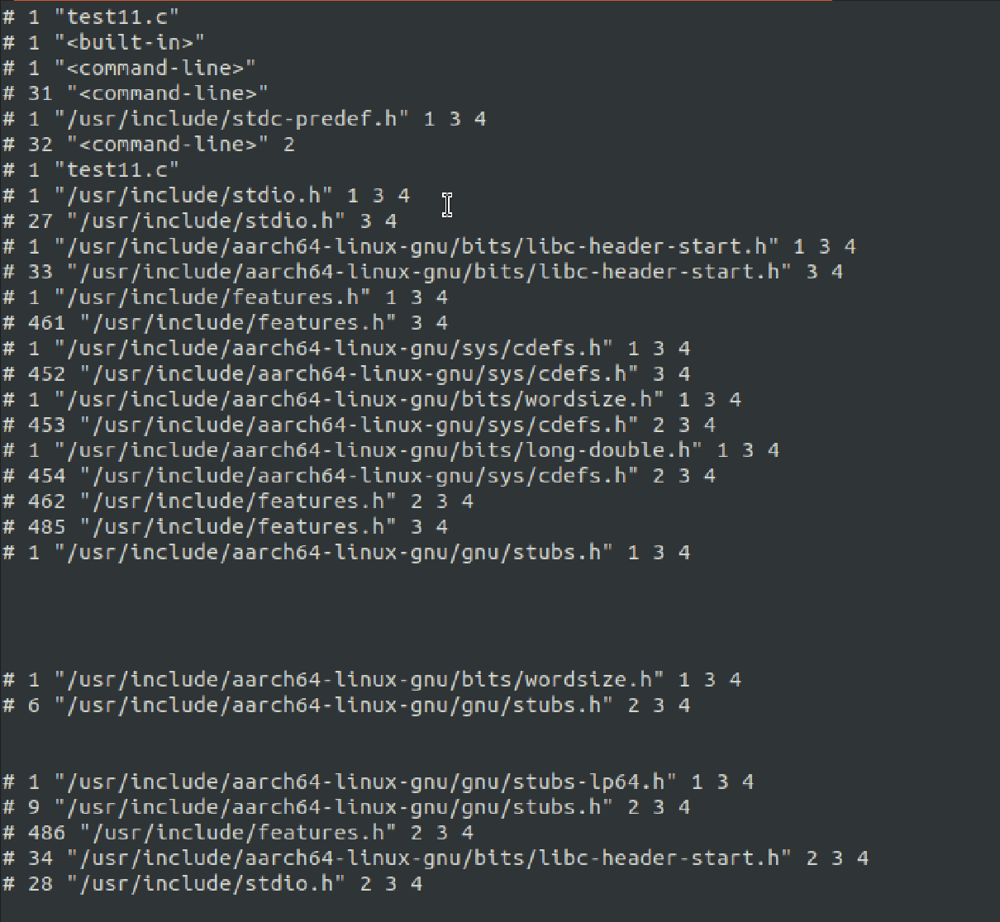 # 1 "test11.c"
# 1 "<built-in>"
# 1 "<command-line>"
# 31 "<command-line>"
# 1 "/usr/include/stdc-predef.h" 1 3 4
# 32 "<command-line>" 2
# 1 "test11.c"
# 1 "/usr/include/stdio.h" 1 3 4
# 27 "/usr/include/stdio.h" 3 4
# 1 "/usr/include/aarch64-linux-gnu/bits/libc-header-start.h" 1 3 4
# 33 "/usr/include/aarch64-linux-gnu/bits/libc-header-start.h" 3 4
# 1 "/usr/include/features.h" 1 3 4
# 461 "/usr/include/features.h" 3 4
# 1 "/usr/include/aarch64-linux-gnu/sys/cdefs.h" 1 3 4
# 452 "/usr/include/aarch64-linux-gnu/sys/cdefs.h" 3 4
# 1 "/usr/include/aarch64-linux-gnu/bits/wordsize.h" 1 3 4
# 453 "/usr/include/aarch64-linux-gnu/sys/cdefs.h" 2 3 4
# 1 "/usr/include/aarch64-linux-gnu/bits/long-double.h" 1 3 4
# 454 "/usr/include/aarch64-linux-gnu/sys/cdefs.h" 2 3 4
# 462 "/usr/include/features.h" 2 3 4
# 485 "/usr/include/features.h" 3 4
# 1 "/usr/include/aarch64-linux-gnu/gnu/stubs.h" 1 3 4
# 1 "/usr/include/aarch64-linux-gnu/bits/wordsize.h" 1 3 4
# 6 "/usr/include/aarch64-linux-gnu/gnu/stubs.h" 2 3 4
# 1 "/usr/include/aarch64-linux-gnu/gnu/stubs-lp64.h" 1 3 4
# 9 "/usr/include/aarch64-linux-gnu/gnu/stubs.h" 2 3 4
# 486 "/usr/include/features.h" 2 3 4
# 34 "/usr/include/aarch64-linux-gnu/bits/libc-header-start.h" 2 3 4
# 28 "/usr/include/stdio.h" 2 3 4